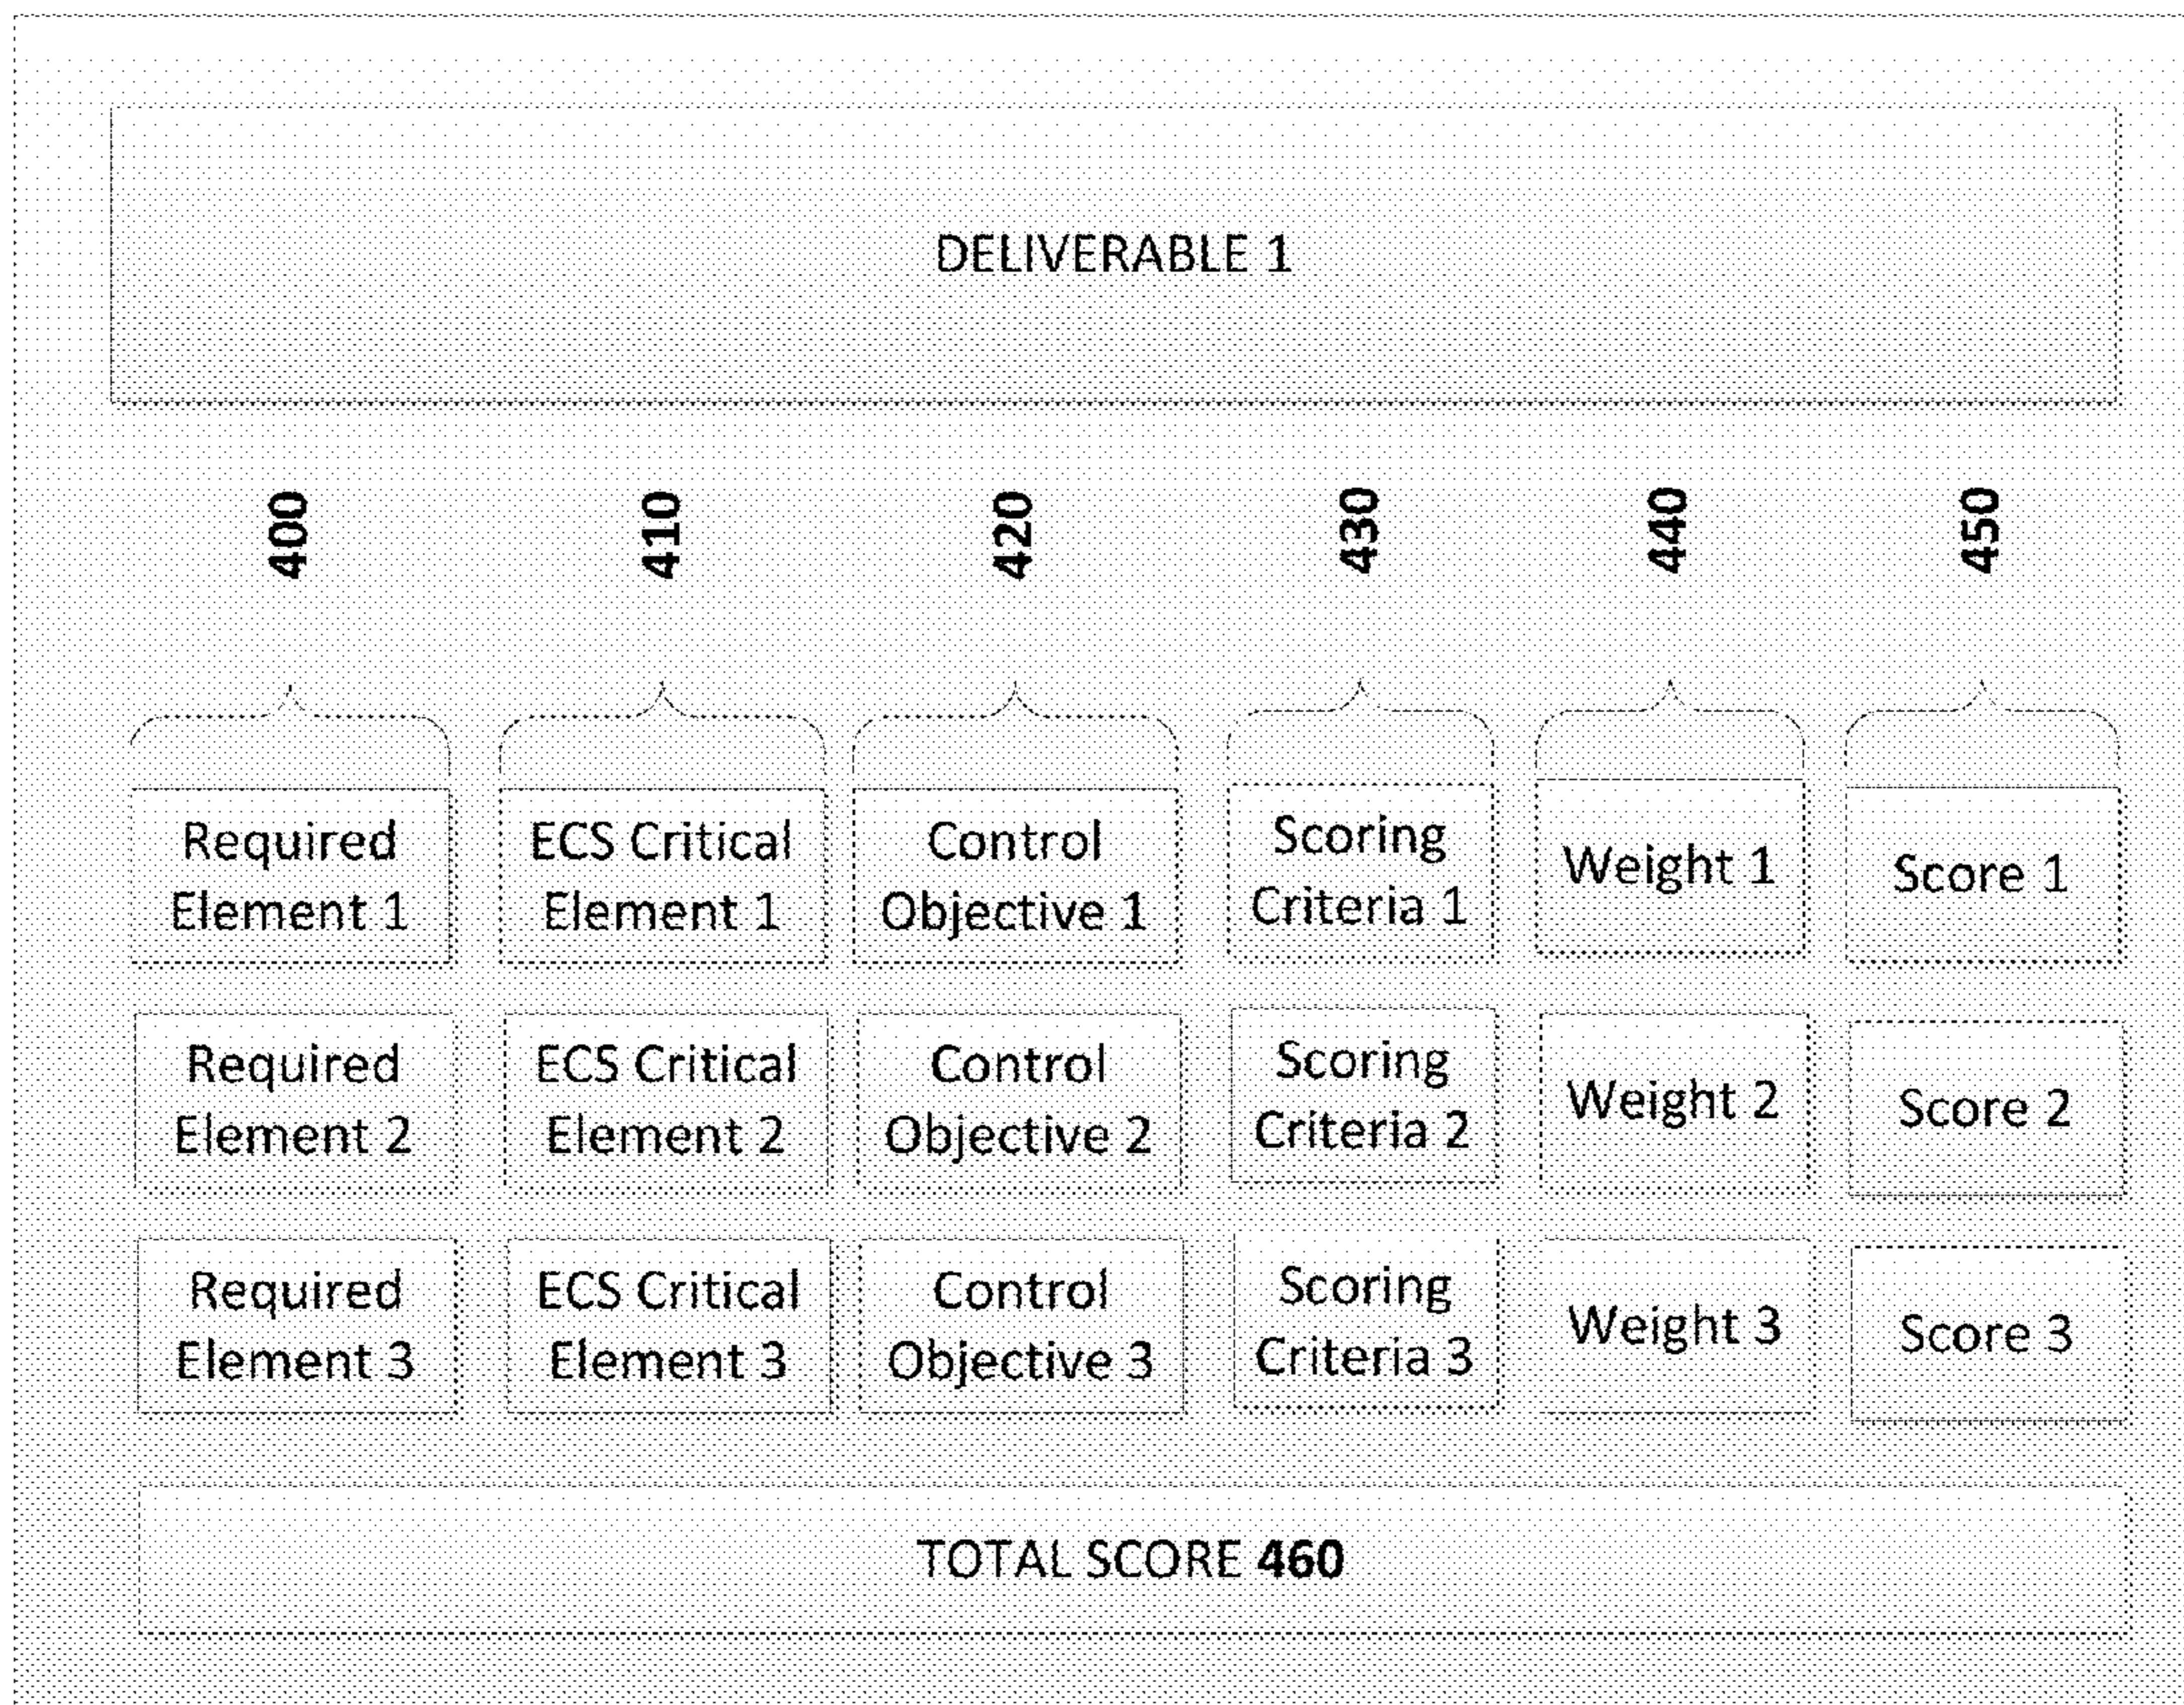 DELIVERABLE 1
400
410
420
430
440
450
Required
Element 1
ECS Critical
Element 1
Control
Objective 1
Scoring
Criteria 1
Weight 1
Score 1
Required
Element 2
ECS Critical
Element 2
Control
Objective 2
Scoring
Criteria 2
Weight 2
Score 2
Required
Element 3
ECS Critical
Element 3
Control
Objective 3
Scoring
Criteria 3
Weight 3
Score 3
TOTAL SCORE 460